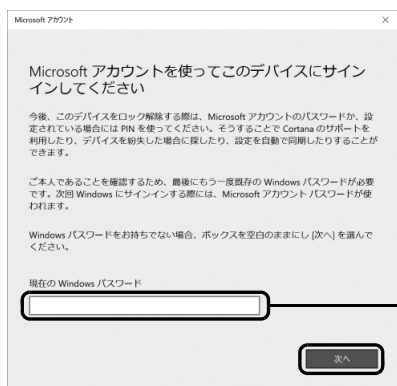 Microsoft アカウント
Microsoft アカウントを使ってこのデバイスにサイン
インしてください
今後、このデバイスをロック解除する際は、Microsoft アカウントのパスワードか、設
定されている場合には PIN を使ってください。そうすることで Cortana のサポートを
利用したり、デバイスを紛失した場合に探したり、設定を自動で同期したりすることが
できます。
ご本人であることを確認するため、最後にもう一度既存の Windows パスワードが必要
です。次回 Windows にサインインする際には、Microsoft アカウント パスワードが使
われます。
Windows パスワードをお持ちでない場合、ボックスを空白のままにし [次へ] を選んで
ください。
現在の Windows パスワード
次へ